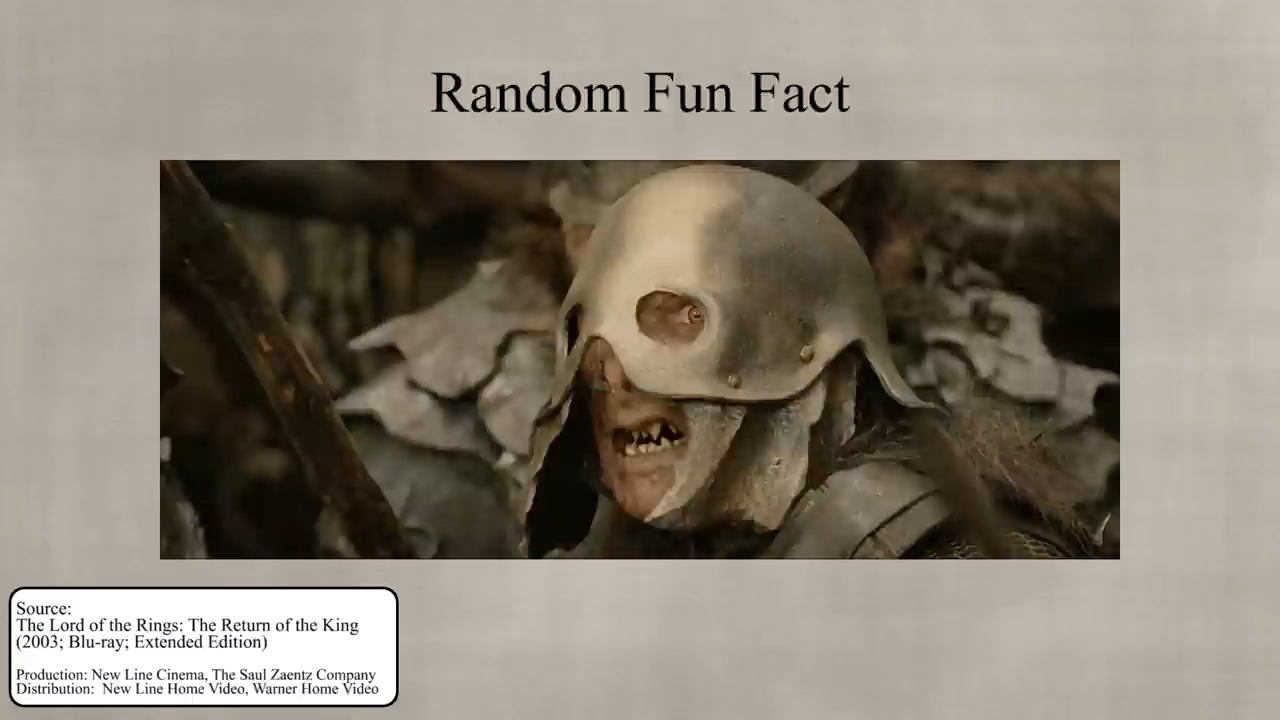 Random Fun Fact
Source:
The Lord of the Rings: The Return of the King
(2003; Blu-ray; Extended Edition)
Production: New Line Cinema, The Saul Zaentz Company
Distribution:  New Line Home Video, Warner Home Video